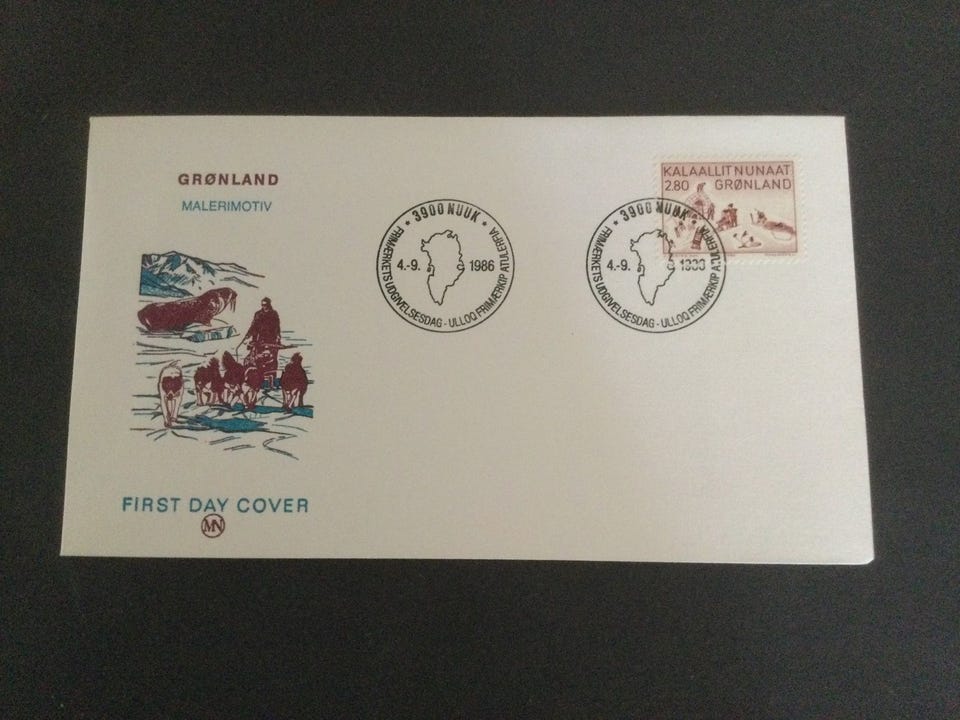 GRØNLAND
MALERIMOTIV
FIRST DAY COVER
MN
★ 3900 NUUK ★
4.-9. 1986
FRIMÆRKETS UDGIVELSESDAG - ULLOQ FRIMÆRKIP ATULERFIA
KALAALLIT NUNAAT
2.80 GRØNLAND
★ 3900 NUUK ★
4.-9.
FRIMÆRKETS UDGIVELSESDAG - ULLOQ FRIMÆRKIP ATULERFIA